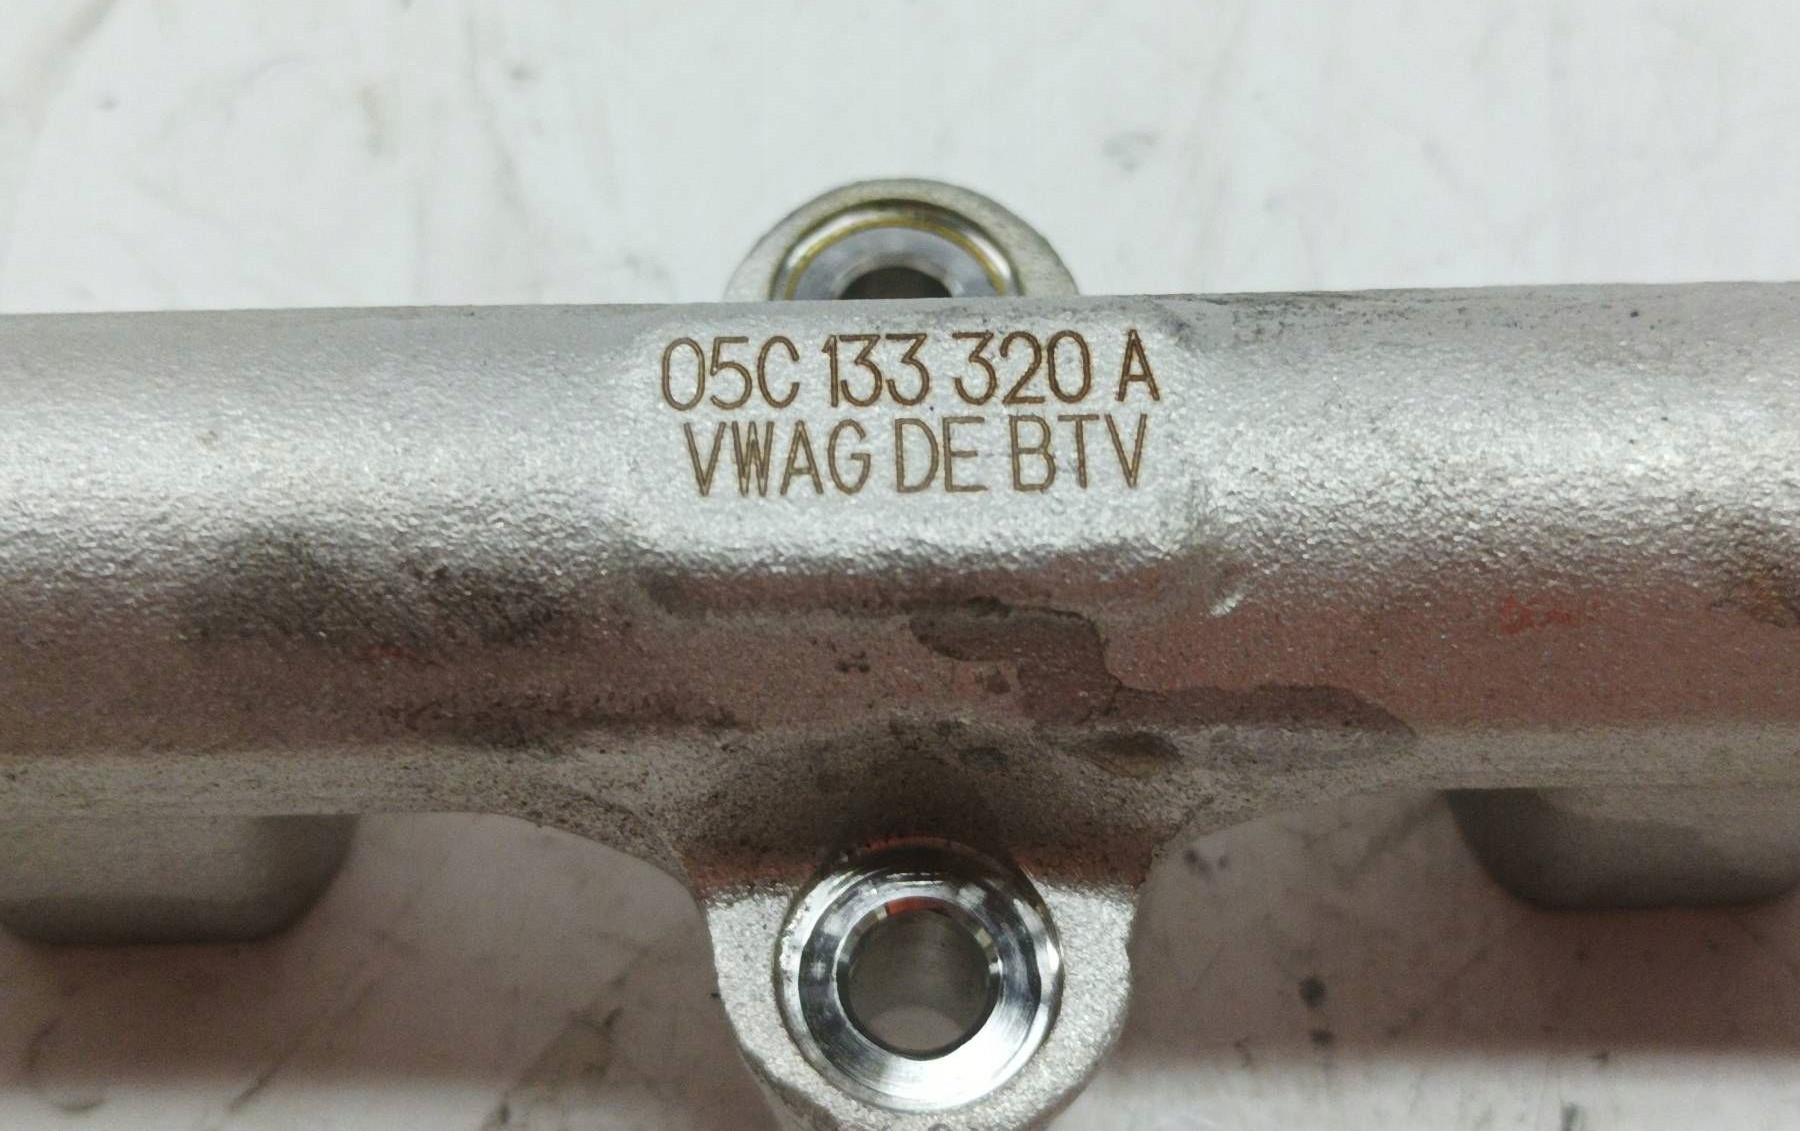 05C 133 320 A
VWAG DE BTV